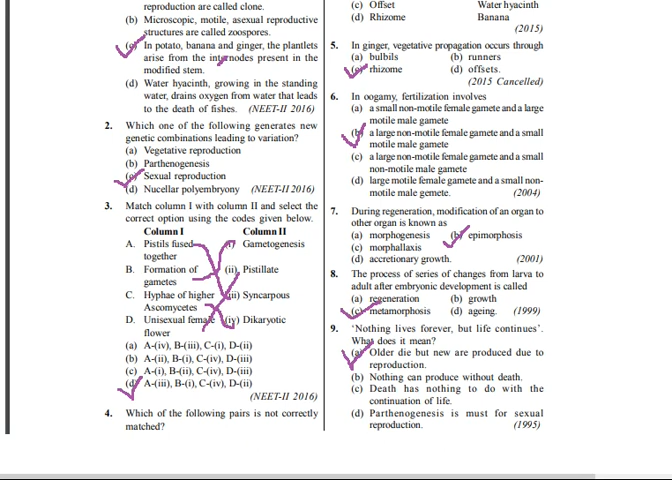 reproduction are called clone.
(b) Microscopic, motile, asexual reproductive
structures are called zoospores.
(c) In potato, banana and ginger, the plantlets
arise from the internodes present in the
modified stem.
(d) Water hyacinth, growing in the standing
water, drains oxygen from water that leads
to the death of fishes. (NEET-II 2016)
2. Which one of the following generates new
genetic combinations leading to variation?
(a) Vegetative reproduction
(b) Parthenogenesis
(c) Sexual reproduction
(d) Nucellar polyembryony (NEET-II 2016)
3. Match column I with column II and select the
correct option using the codes given below.
Column I Column II
A. Pistils fused (i) Gametogenesis
together
B. Formation of (ii) Pistillate
gametes
C. Hyphae of higher (iii) Syncarpous
Ascomycetes
D. Unisexual female (iv) Dikaryotic
flower
(a) A-(iv), B-(iii), C-(i), D-(ii)
(b) A-(ii), B-(i), C-(iv), D-(iii)
(c) A-(i), B-(ii), C-(iv), D-(iii)
(d) A-(iii), B-(i), C-(iv), D-(ii)
(NEET-II 2016)
4. Which of the following pairs is not correctly
matched?
(c) Offset Water hyacinth
(d) Rhizome Banana
(2015)
5. In ginger, vegetative propagation occurs through
(a) bulbils (b) runners
(c) rhizome (d) offsets.
(2015 Cancelled)
6. In oogamy, fertilization involves
(a) a small non-motile female gamete and a large
motile male gamete
(b) a large non-motile female gamete and a small
motile male gamete
(c) a large non-motile female gamete and a small
non-motile male gamete
(d) large motile female gamete and a small non-
motile male gemete. (2004)
7. During regeneration, modification of an organ to
other organ is known as
(a) morphogenesis (b) epimorphosis
(c) morphallaxis
(d) accretionary growth. (2001)
8. The process of series of changes from larva to
adult after embryonic development is called
(a) regeneration (b) growth
(c) metamorphosis (d) ageing. (1999)
9. ‘Nothing lives forever, but life continues’.
What does it mean?
(a) Older die but new are produced due to
reproduction.
(b) Nothing can produce without death.
(c) Death has nothing to do with the
continuation of life.
(d) Parthenogenesis is must for sexual
reproduction. (1995)